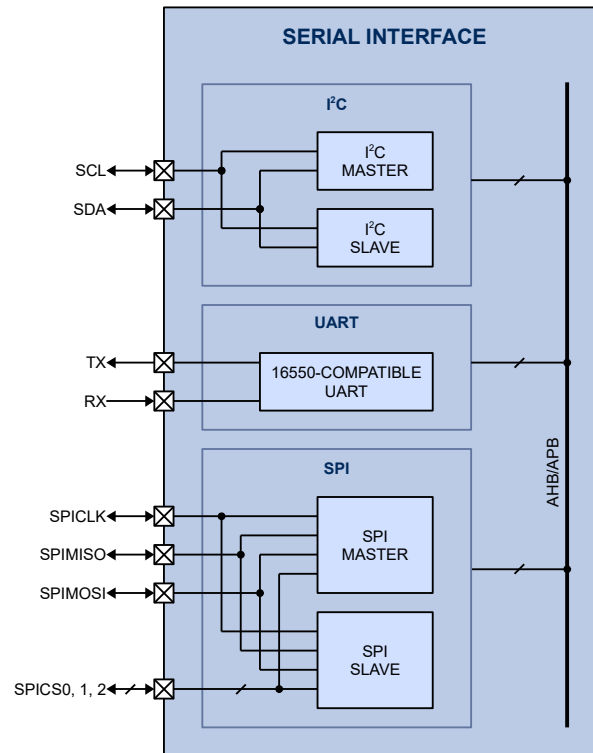 SERIAL INTERFACE
I²C
SCL
SDA
I²C
MASTER
I²C
SLAVE
UART
TX
RX
16550-COMPATIBLE
UART
AHB/APB
SPI
SPICLK
SPIMISO
SPIMOSI
SPICS0, 1, 2
SPI
MASTER
SPI
SLAVE